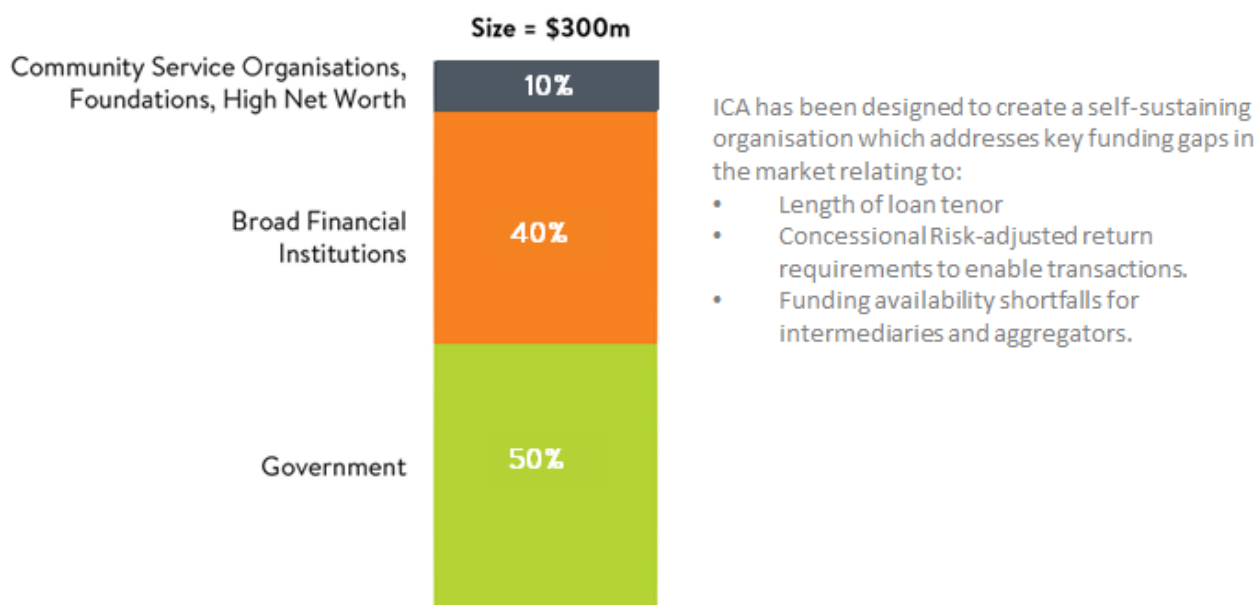 Size = $300m
Community Service Organisations,
Foundations, High Net Worth
10%
Broad Financial
Institutions
40%
Government
50%
ICA has been designed to create a self-sustaining
organisation which addresses key funding gaps in
the market relating to:
• Length of loan tenor
• Concessional Risk-adjusted return
requirements to enable transactions.
• Funding availability shortfalls for
intermediaries and aggregators.